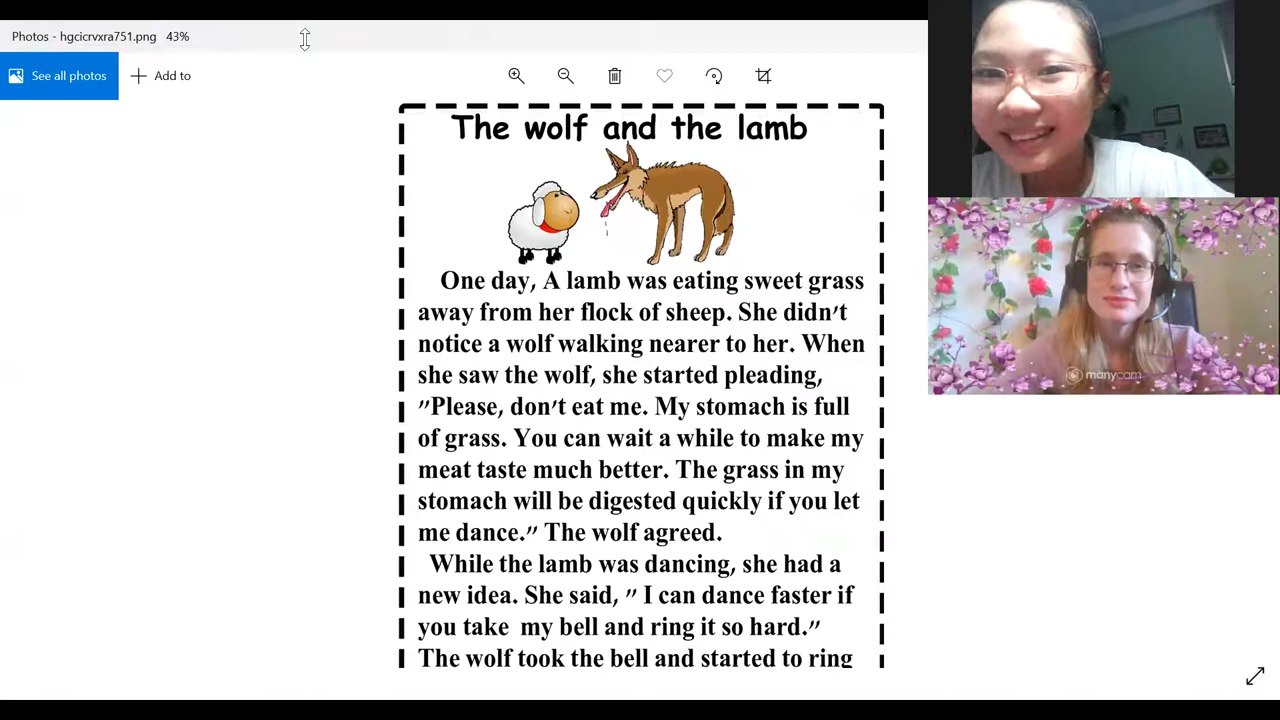 Photos - hgcicrvxra751.png 43%
See all photos
Add to
The wolf and the lamb
One day, A lamb was eating sweet grass
away from her flock of sheep. She didn't
notice a wolf walking nearer to her. When
she saw the wolf, she started pleading,
"Please, don't eat me. My stomach is full
of grass. You can wait a while to make my
meat taste much better. The grass in my
stomach will be digested quickly if you let
me dance." The wolf agreed.
While the lamb was dancing, she had a
new idea. She said, " I can dance faster if
you take my bell and ring it so hard."
The wolf took the bell and started to ring
manycam